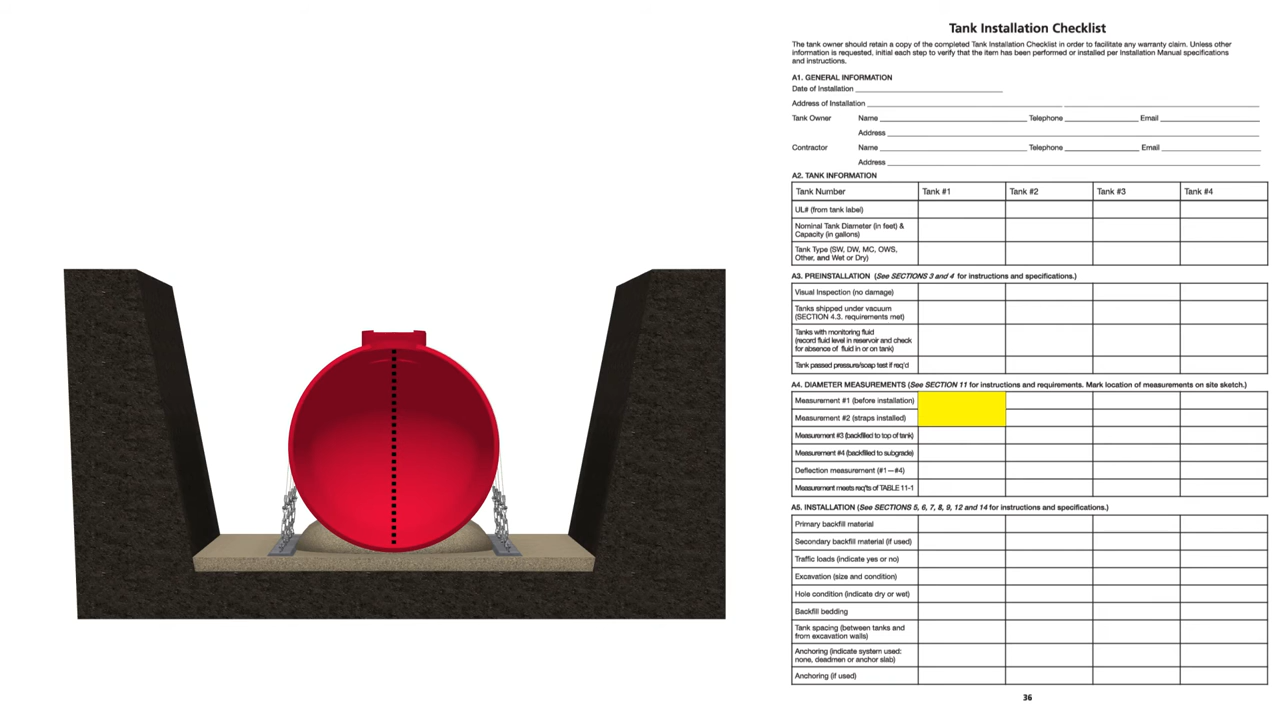 Tank Installation Checklist
The tank owner should retain a copy of the completed Tank Installation Checklist in order to facilitate any warranty claim. Unless other
information is requested, initial each step to verify that the item has been performed or installed per Installation Manual specifications
and instructions.
A1. GENERAL INFORMATION
Date of Installation
Address of Installation
Tank Owner Name Telephone Email
Address
Contractor Name Telephone Email
Address
A2. TANK INFORMATION
Tank Number Tank #1 Tank #2 Tank #3 Tank #4
UL# (from tank label)
Nominal Tank Diameter (in feet) &
Capacity (in gallons)
Tank Type (SW, DW, MC, OWS,
Other, and Wet or Dry)
A3. PREINSTALLATION (See SECTIONS 3 and 4 for instructions and specifications.)
Visual Inspection (no damage)
Tanks shipped under vacuum
(SECTION 4.3. requirements met)
Tanks with monitoring fluid
(record fluid level in reservoir and check
for absence of fluid in or on tank)
Tank passed pressure/soap test if req'd
A4. DIAMETER MEASUREMENTS (See SECTION 11 for instructions and requirements. Mark location of measurements on site sketch.)
Measurement #1 (before installation)
Measurement #2 (straps installed)
Measurement #3 (backfilled to top of tank)
Measurement #4 (backfilled to subgrade)
Deflection measurement (#1—#4)
Measurement meets req'ts of TABLE 11-1
A5. INSTALLATION (See SECTIONS 5, 6, 7, 8, 9, 12 and 14 for instructions and specifications.)
Primary backfill material
Secondary backfill material (if used)
Traffic loads (indicate yes or no)
Excavation (size and condition)
Hole condition (indicate dry or wet)
Backfill bedding
Tank spacing (between tanks and
from excavation walls)
Anchoring (indicate system used:
none, deadmen or anchor slab)
Anchoring (if used)
36